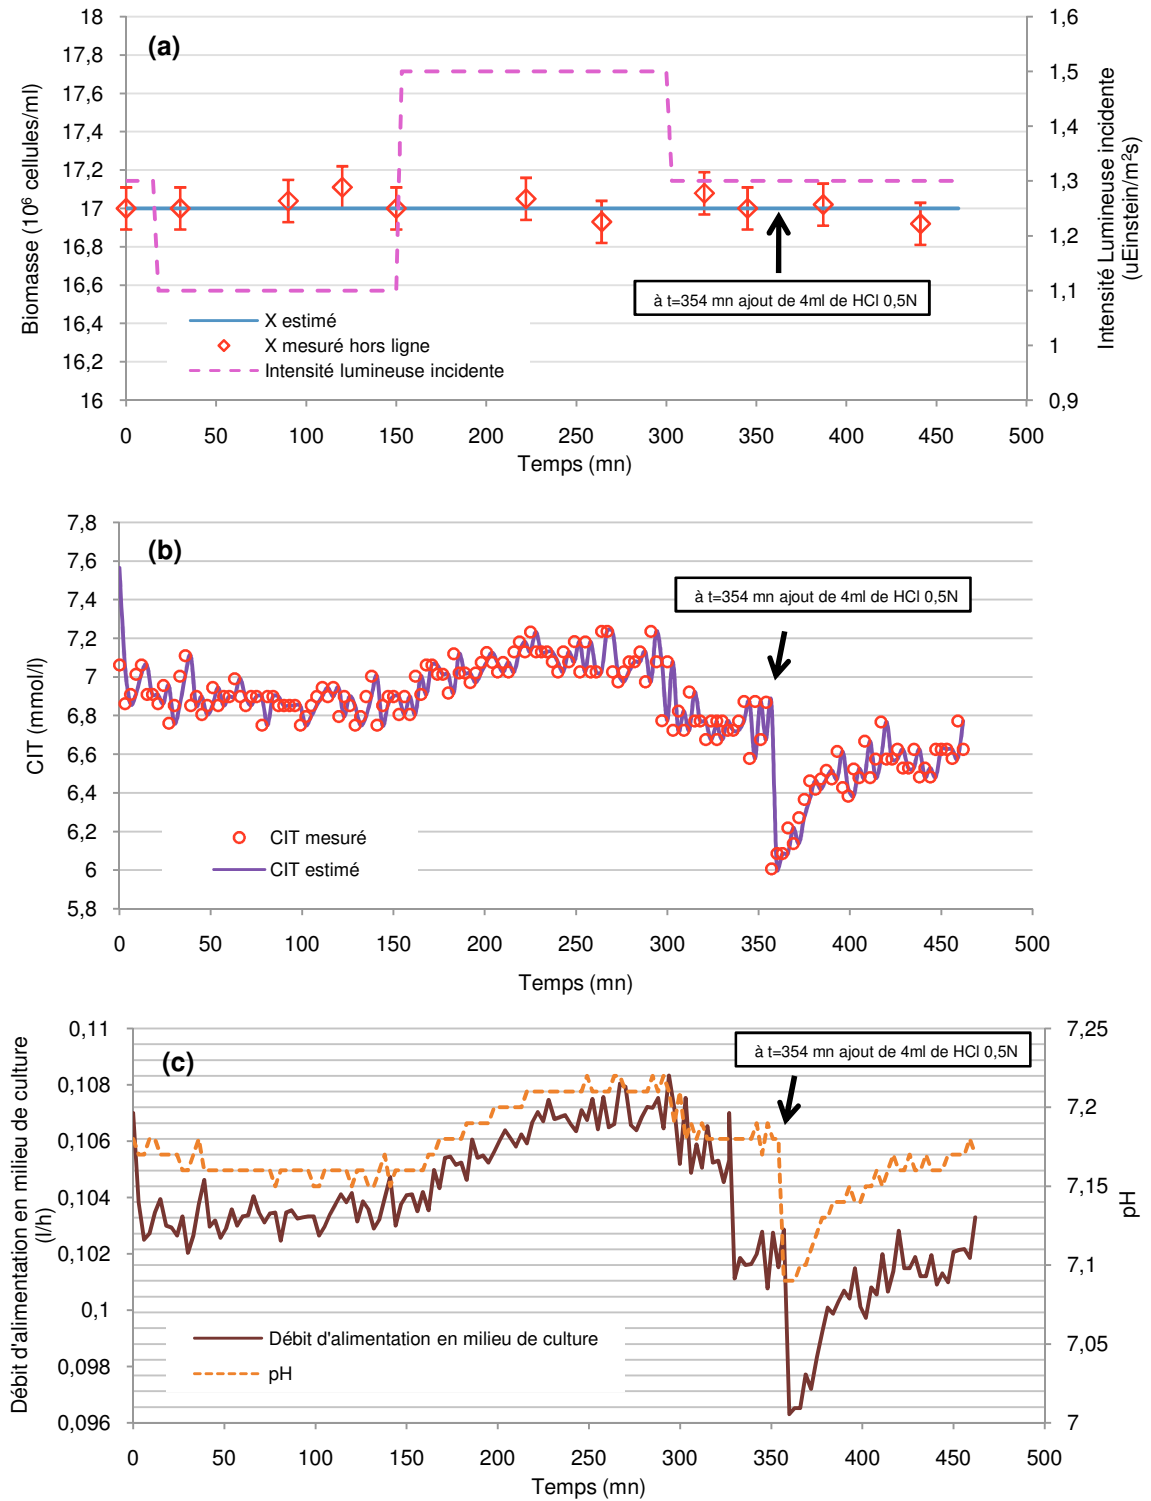 (a)
Biomasse (10⁶ cellules/ml)
18
17,8
17,6
17,4
17,2
17
16,8
16,6
16,4
16,2
16
1,6
1,5
1,4
1,3
1,2
1,1
1
0,9
Intensité Lumineuse incidente
(uEinstein/m²s)
à t=354 mn ajout de 4ml de HCl 0,5N
X estimé
X mesuré hors ligne
Intensité lumineuse incidente
0 50 100 150 200 250 300 350 400 450 500
Temps (mn)
(b)
CIT (mmol/l)
7,8
7,6
7,4
7,2
7
6,8
6,6
6,4
6,2
6
5,8
à t=354 mn ajout de 4ml de HCl 0,5N
CIT mesuré
CIT estimé
0 50 100 150 200 250 300 350 400 450 500
Temps (mn)
(c)
Débit d'alimentation en milieu de culture
(l/h)
0,11
0,108
0,106
0,104
0,102
0,1
0,098
0,096
7,25
7,2
7,15
7,1
7,05
7
pH
à t=354 mn ajout de 4ml de HCl 0,5N
Débit d'alimentation en milieu de culture
pH
0 50 100 150 200 250 300 350 400 450 500
Temps (mn)